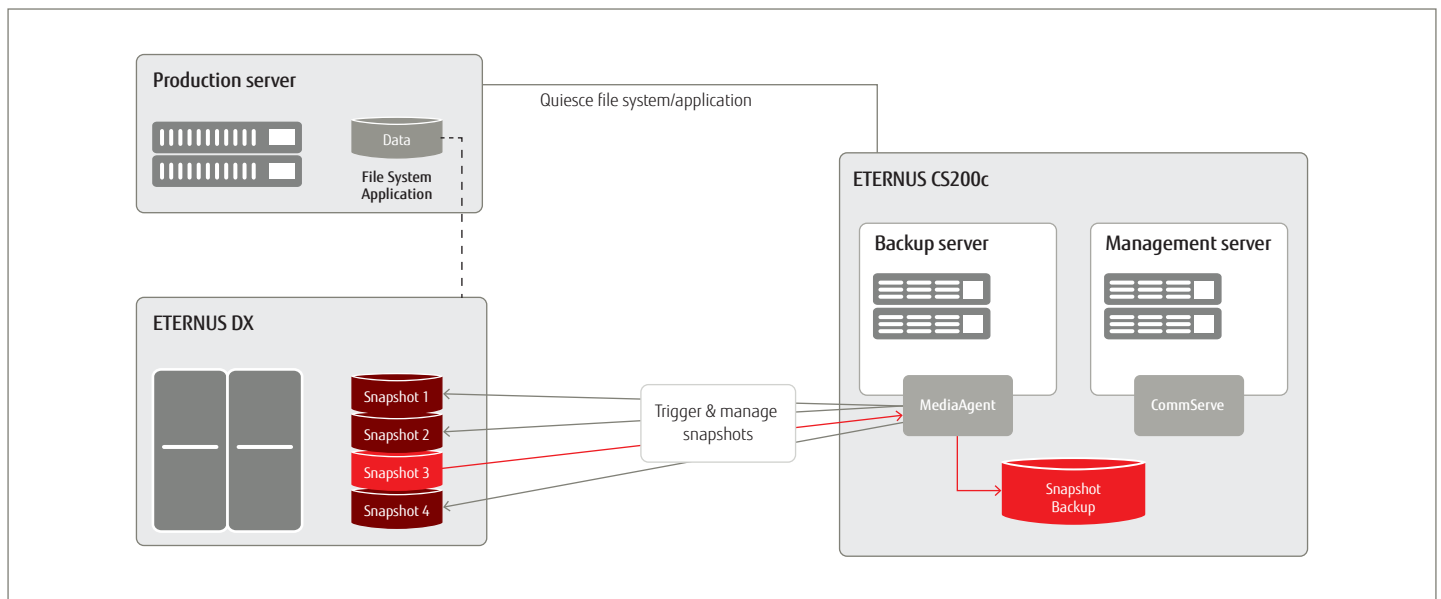 Production server
Data
File System
Application
Quiesce file system/application
ETERNUS CS200c
Backup server
Management server
MediaAgent
CommServe
Snapshot
Backup
ETERNUS DX
Snapshot 1
Snapshot 2
Snapshot 3
Snapshot 4
Trigger & manage
snapshots